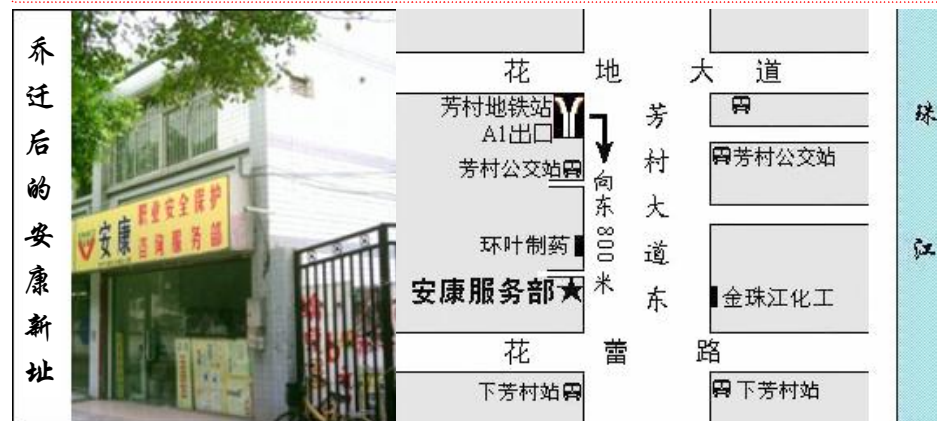 乔迁后的安康新址
安康
职业安全保护
咨询服务部
花地大道
芳村地铁站
A1出口
芳村公交站
向东800米
环叶制药
安康服务部★
芳村大道东
芳村公交站
金珠江化工
花蕾路
下芳村站
下芳村站
珠江